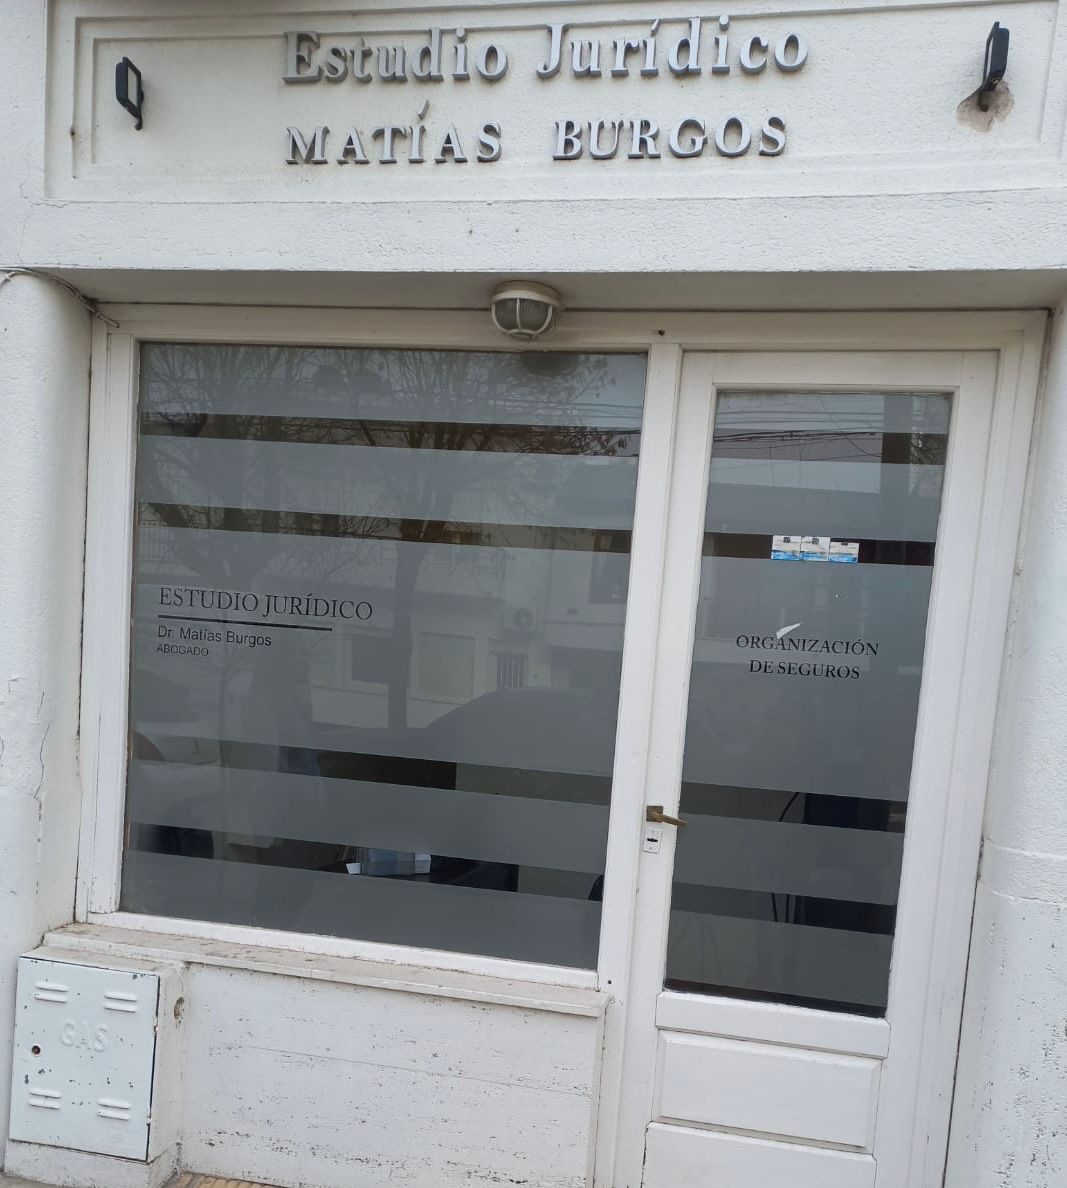 Estudio Jurídico
MATÍAS BURGOS
ESTUDIO JURÍDICO
Dr. Matías Burgos
ABOGADO
ORGANIZACIÓN
DE SEGUROS
GAS